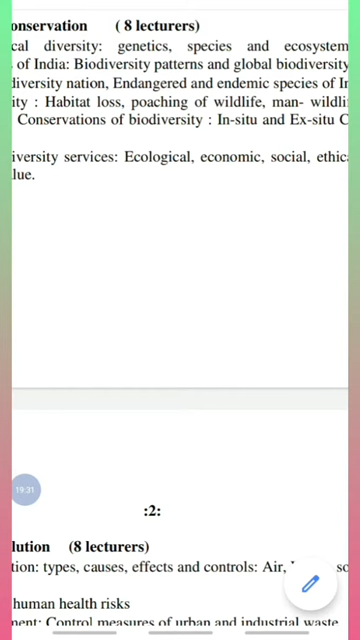 onservation ( 8 lecturers)
cal diversity: genetics, species and ecosystem
of India: Biodiversity patterns and global biodiversity
diversity nation, Endangered and endemic species of
ity : Habitat loss, poaching of wildlife, man- wildli
Conservations of biodiversity : In-situ and Ex-situ C
iversity services: Ecological, economic, social, ethic
lue.
19:31
:2:
lution (8 lecturers)
tion: types, causes, effects and controls: Air, so
human health risks
nent: Control measures of urban and industrial waste